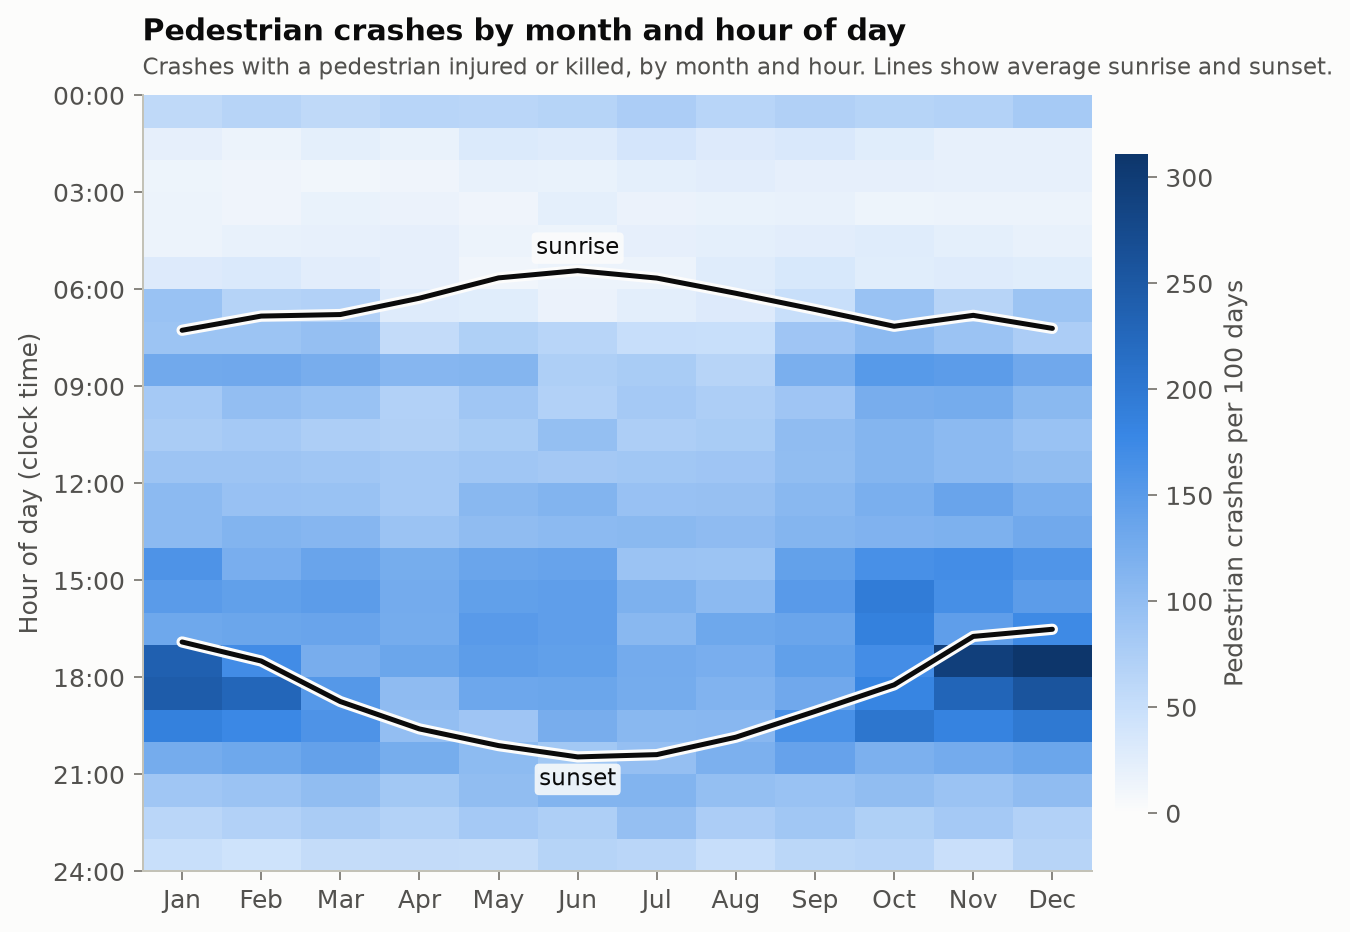 Pedestrian crashes by month and hour of day
Crashes with a pedestrian injured or killed, by month and hour. Lines show average sunrise and sunset.
Hour of day (clock time)
00:00
03:00
06:00
09:00
12:00
15:00
18:00
21:00
24:00
sunrise
sunset
Jan Feb Mar Apr May Jun Jul Aug Sep Oct Nov Dec
300
250
200
150
100
50
0
Pedestrian crashes per 100 days